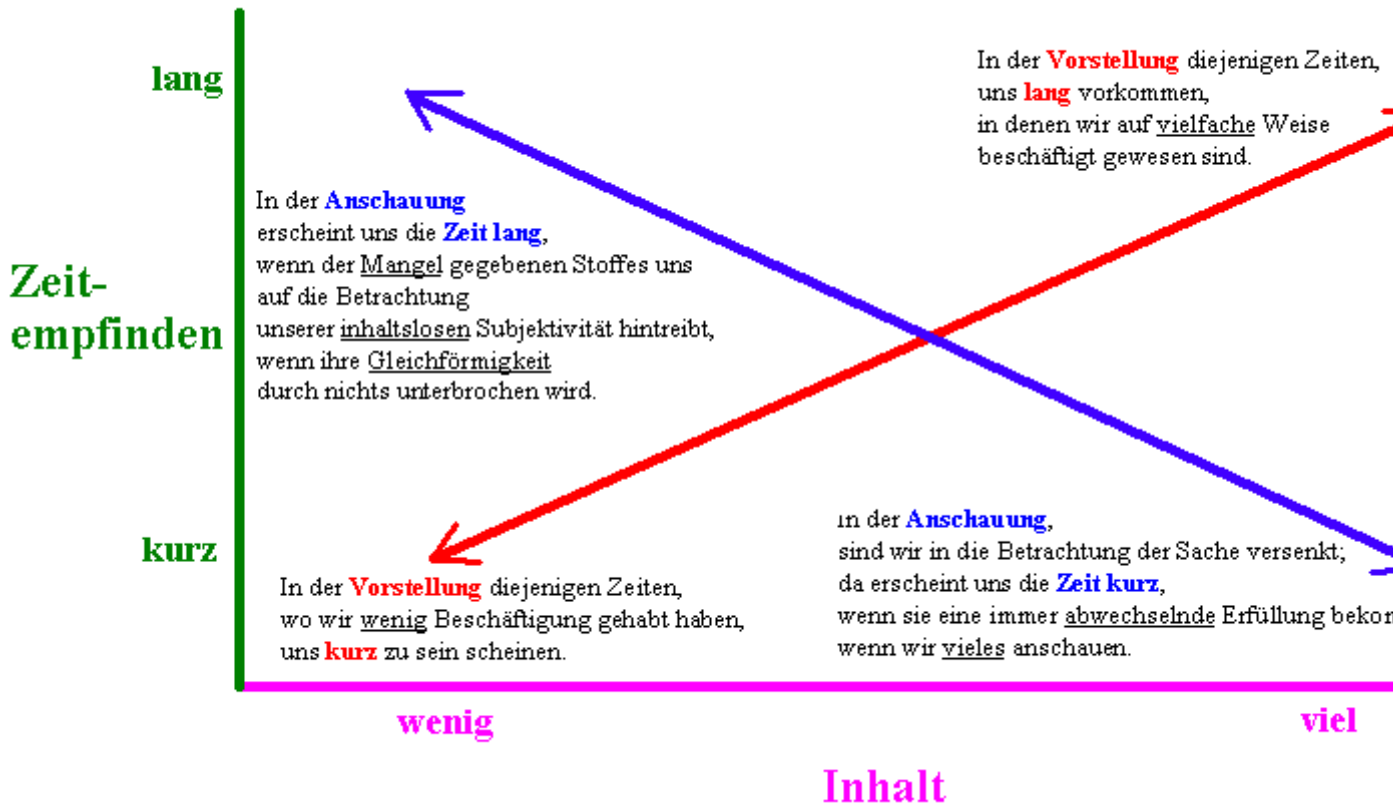 lang
In der Vorstellung diejenigen Zeiten,
uns lang vorkommen,
in denen wir auf vielfache Weise
beschäftigt gewesen sind.
In der Anschauung
erscheint uns die Zeit lang,
wenn der Mangel gegebenen Stoffes uns
auf die Betrachtung
unserer inhaltslosen Subjektivität hintreibt,
wenn ihre Gleichförmigkeit
durch nichts unterbrochen wird.
Zeit-
empfinden
kurz
In der Vorstellung diejenigen Zeiten,
wo wir wenig Beschäftigung gehabt haben,
uns kurz zu sein scheinen.
In der Anschauung,
sind wir in die Betrachtung der Sache versenkt;
da erscheint uns die Zeit kurz,
wenn sie eine immer abwechselnde Erfüllung
wenn wir vieles anschauen.
wenig
viel
Inhalt